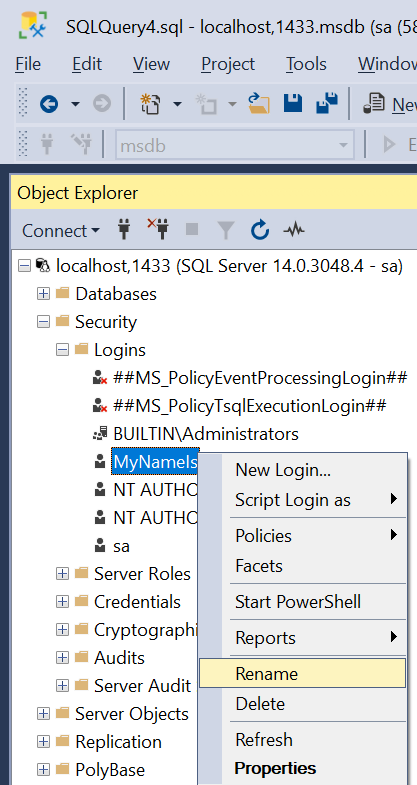 SQLQuery4.sql - localhost,1433.msdb (sa (58
File Edit View Project Tools Window
Ne
msdb
E
Object Explorer
Connect
localhost,1433 (SQL Server 14.0.3048.4 - sa)
Databases
Security
Logins
##MS_PolicyEventProcessingLogin##
##MS_PolicyTsqlExecutionLogin##
BUILTIN\Administrators
MyNameIs
NT AUTHO
NT AUTHO
sa
Server Roles
Credentials
Cryptographi
Audits
Server Audit
Server Objects
Replication
PolyBase
New Login...
Script Login as
Policies
Facets
Start PowerShell
Reports
Rename
Delete
Refresh
Properties